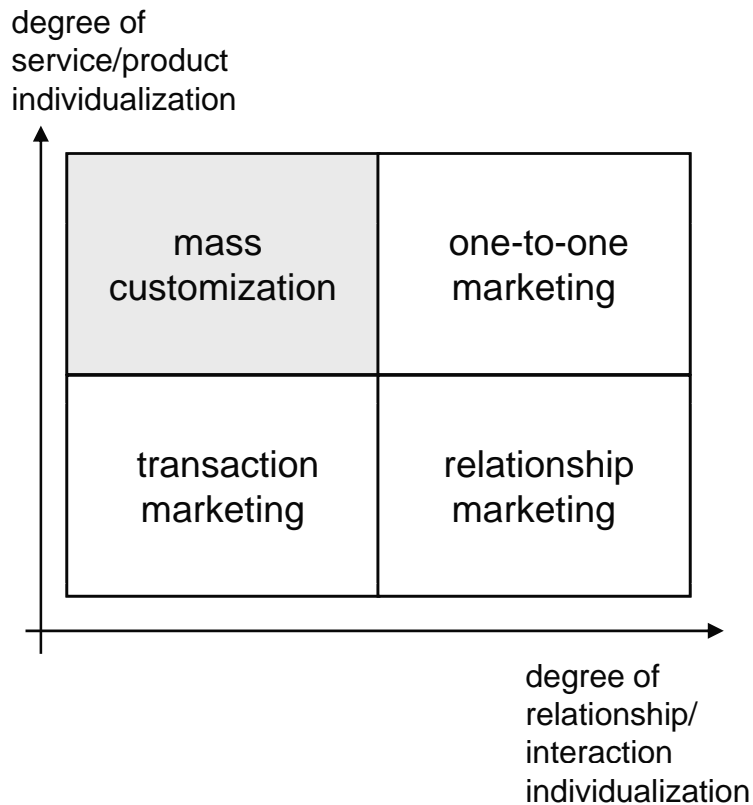 degree of
service/product
individualization
mass
customization
one-to-one
marketing
transaction
marketing
relationship
marketing
degree of
relationship/
interaction
individualization